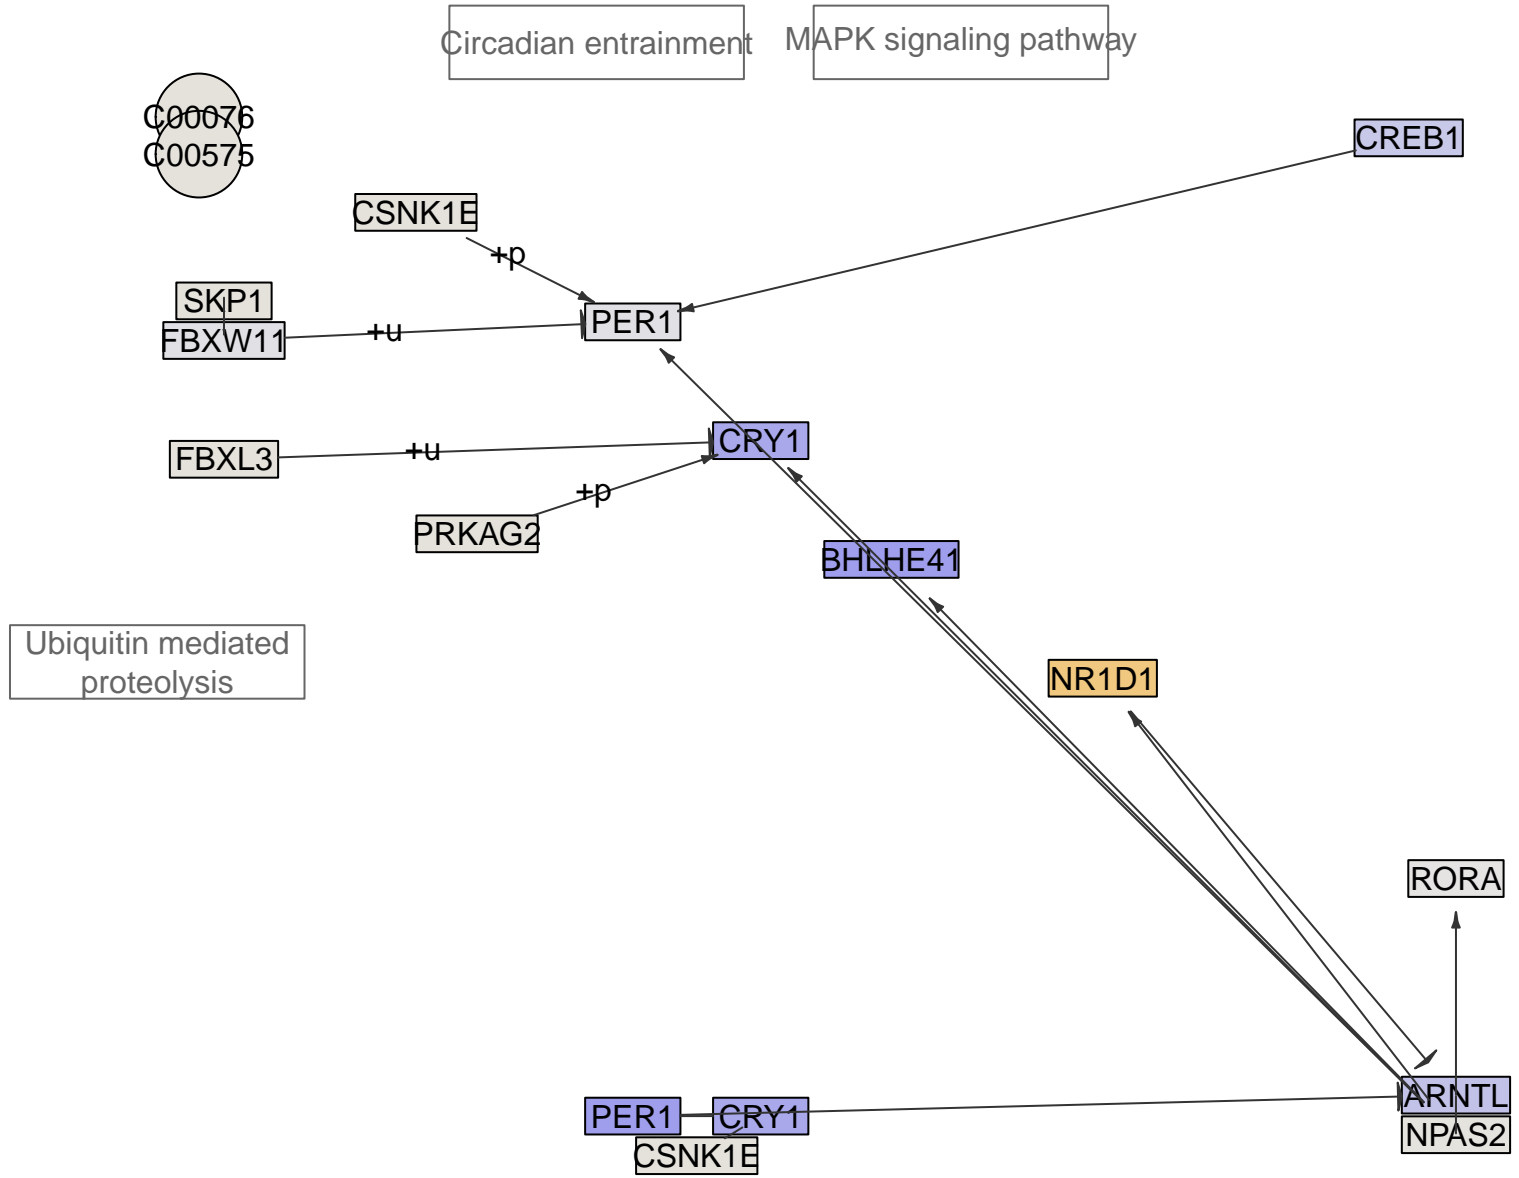 Circadian entrainment
MAPK signaling pathway
C00076
C00575
CREB1
CSNK1E
+p
SKP1
FBXW11
+u
PER1
FBXL3
+u
CRY1
+p
PRKAG2
BHLHE41
Ubiquitin mediated
proteolysis
NR1D1
RORA
PER1
CRY1
CSNK1E
ARNTL
NPAS2